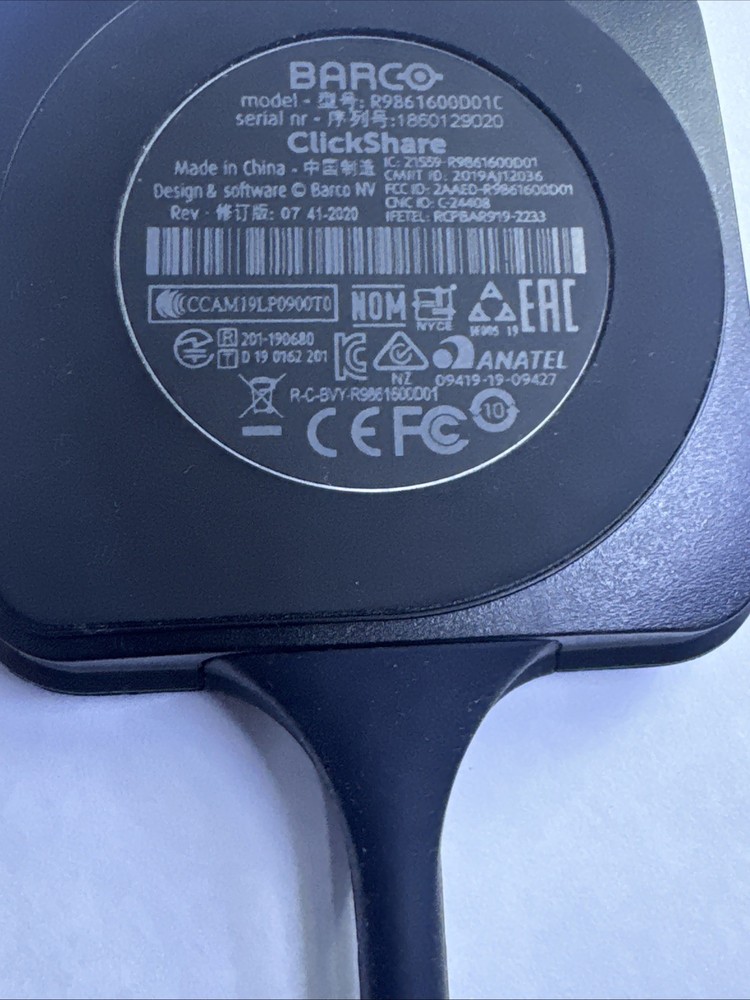 BARCO
model - 型号: R9861600D01C
serial nr - 序列号:1860129020
ClickShare
Made in China - 中国制造
Design & software © Barco NV
Rev - 修订版: 07 41-2020
IC: 21559-R9861600D01
CMIIT ID: 2019AJ12036
FCC ID: 2AAED-R9861600D01
CNC ID: C-24408
IFETEL: RCPBAR919-2233
CCAM19LP0900T0
NOM
NYCE
EAC
R 201-190680
T D 19 0162 201
NZ
ANATEL
09419-19-09427
R-C-BVY-R9861600D01
CE FC
10